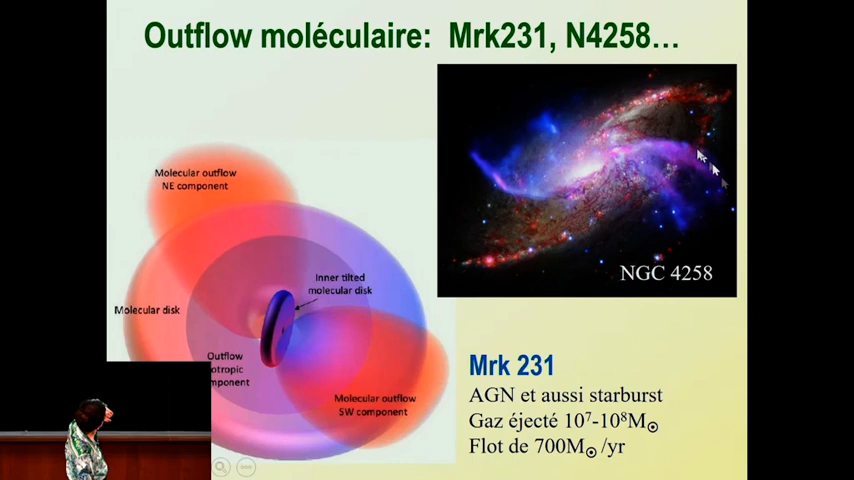 Outflow moléculaire: Mrk231, N4258...
Molecular outflow
NE component
Inner tilted
molecular disk
Molecular disk
Outflow
otropic
mponent
Molecular outflow
SW component
NGC 4258
Mrk 231
AGN et aussi starburst
Gaz éjecté 10⁷-10⁸M☉
Flot de 700M☉/yr